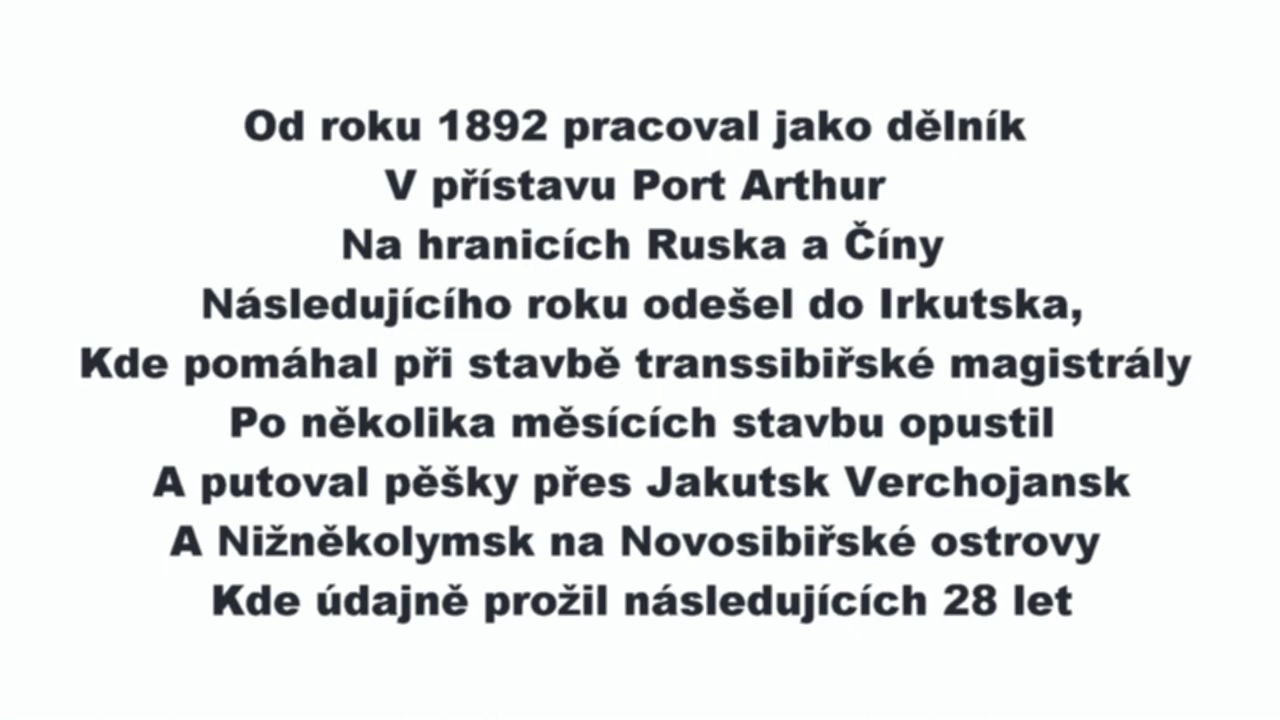 Od roku 1892 pracoval jako dělník
V přístavu Port Arthur
Na hranicích Ruska a Číny
Následujícího roku odešel do Irkutska,
Kde pomáhal při stavbě transsibiřské magistrály
Po několika měsících stavbu opustil
A putoval pěšky přes Jakutsk Verchojansk
A Nižněkolymsk na Novosibiřské ostrovy
Kde údajně prožil následujících 28 let